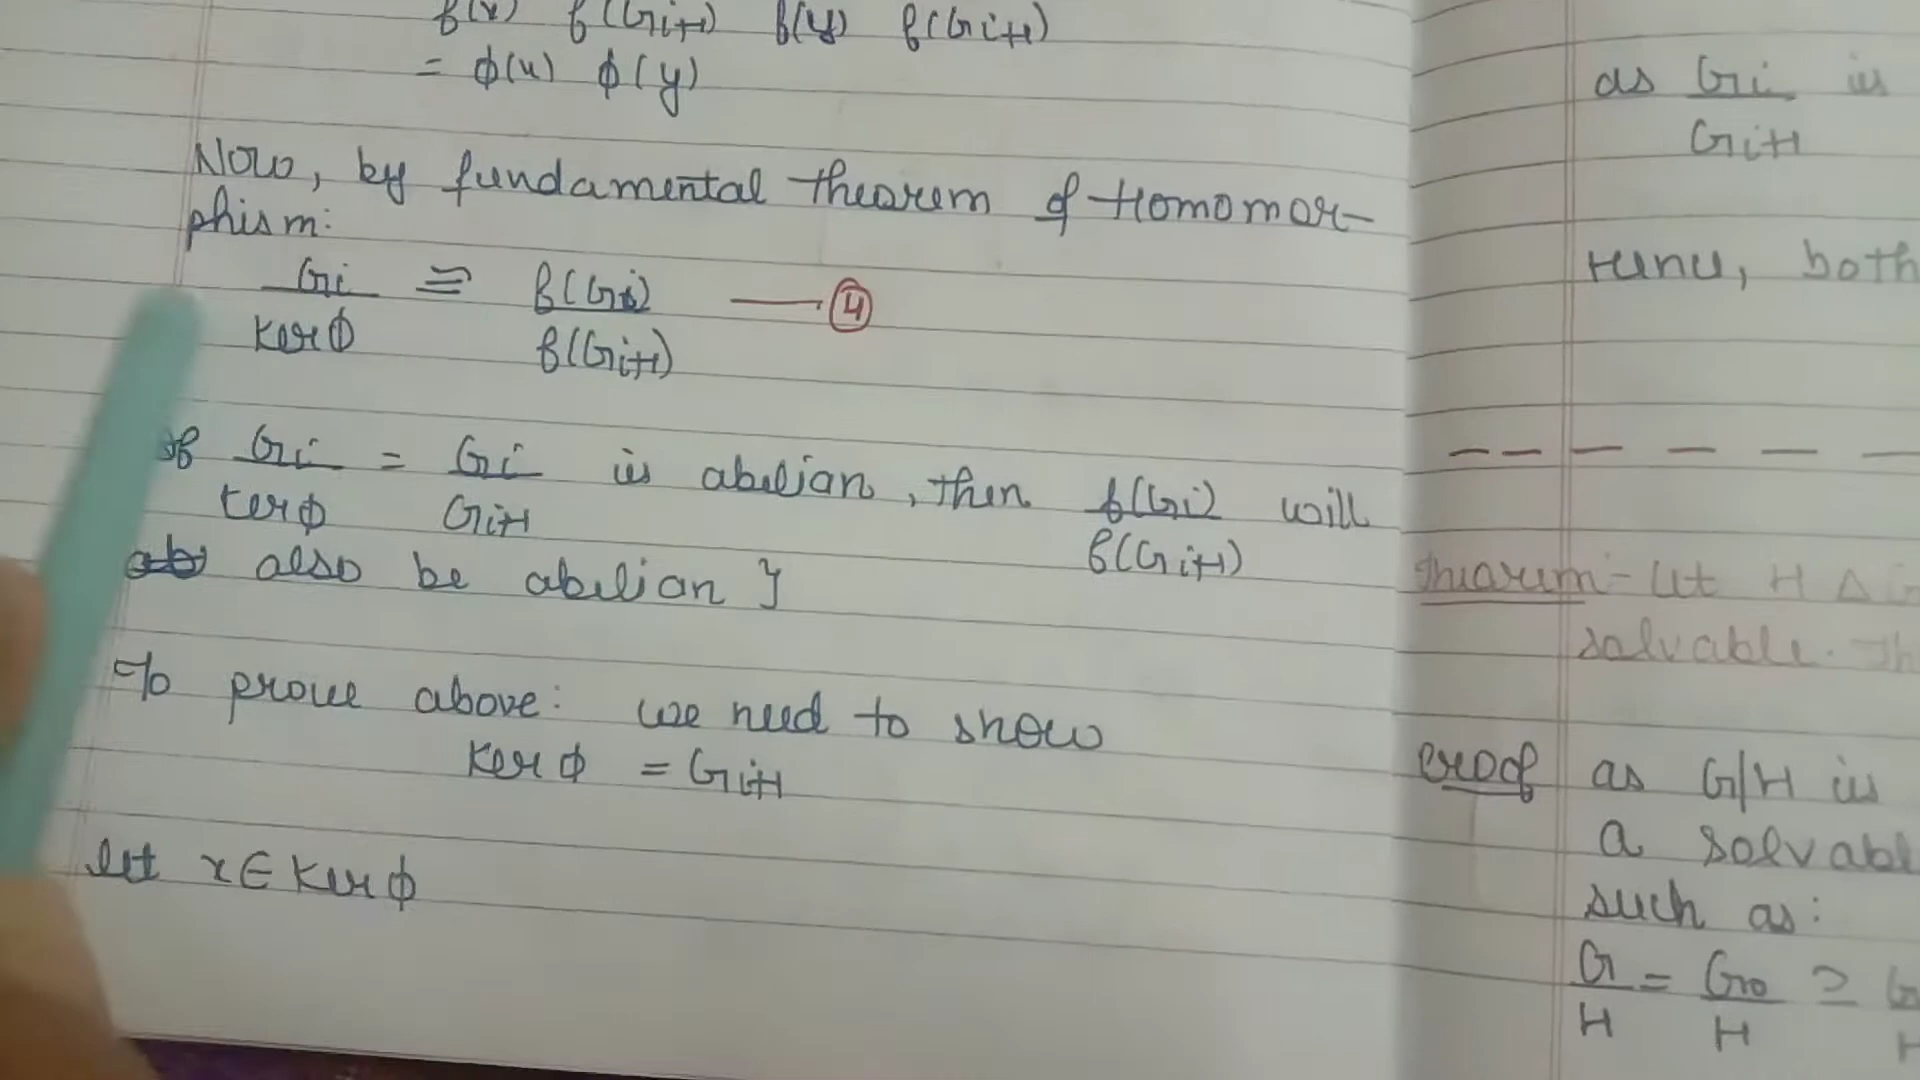 f(x) f(Gi+1) f(y) f(Gi+1)
= ϕ(x) ϕ(y)
Now, by fundamental theorem of Homomor-
phism:
Gi/kerϕ ≅ f(Gi)/f(Gi+1) —④
If Gi/kerϕ = Gi/Gi+1 is abelian, then f(Gi)/f(Gi+1) will
also be abelian }
To prove above: we need to show
Kerϕ = Gi+1
let x∈Kerϕ
as Gi/Gi+1 is
Hence, both
Theorem- let H Δ G
solvable.
Proof as G/H is
a solvabl
such as:
G/H = G0/H ⊇